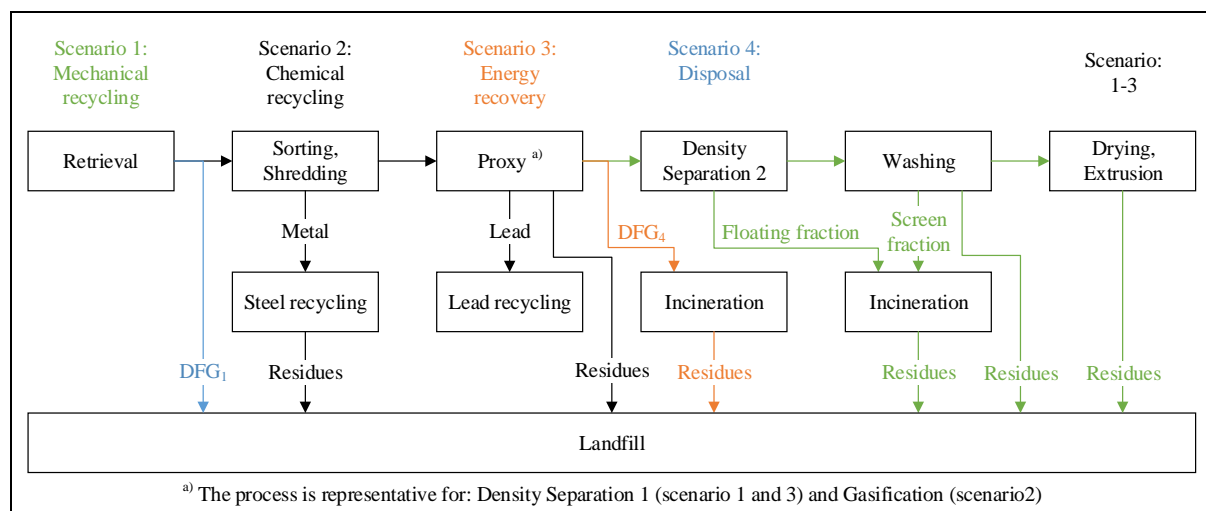 Scenario 1:
Mechanical
recycling
Scenario 2:
Chemical
recycling
Scenario 3:
Energy
recovery
Scenario 4:
Disposal
Scenario:
1-3
Retrieval
Sorting,
Shredding
Proxy a)
Density
Separation 2
Washing
Drying,
Extrusion
Metal
Lead
DFG4
Floating fraction
Screen
fraction
Steel recycling
Lead recycling
Incineration
Incineration
DFG1
Residues
Residues
Residues
Residues
Residues
Residues
Landfill
a) The process is representative for: Density Separation 1 (scenario 1 and 3) and Gasification (scenario2)